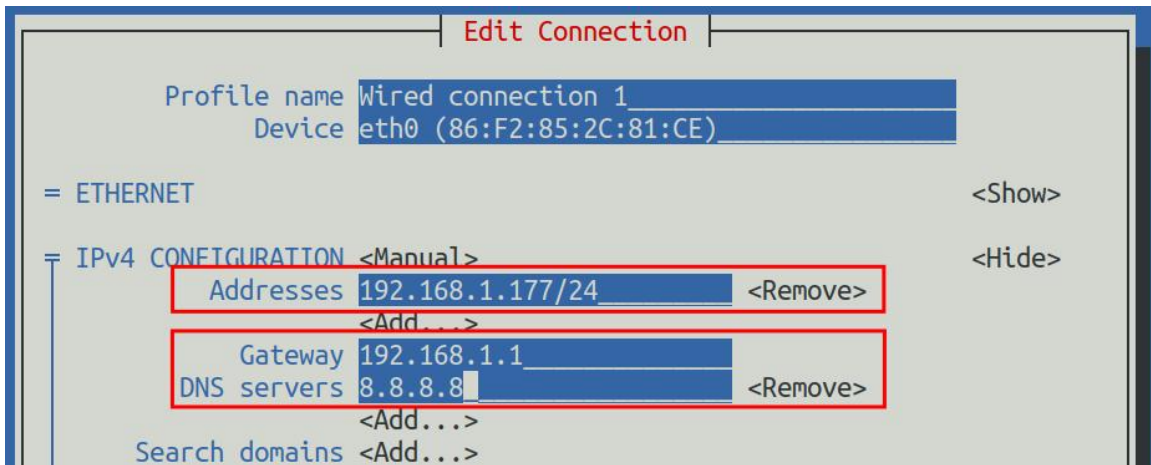 Edit Connection
Profile name Wired connection 1
Device eth0 (86:F2:85:2C:81:CE)
= ETHERNET <Show>
IPv4 CONFIGURATION <Manual> <Hide>
Addresses 192.168.1.177/24 <Remove>
<Add...>
Gateway 192.168.1.1
DNS servers 8.8.8.8 <Remove>
<Add...>
Search domains <Add...>